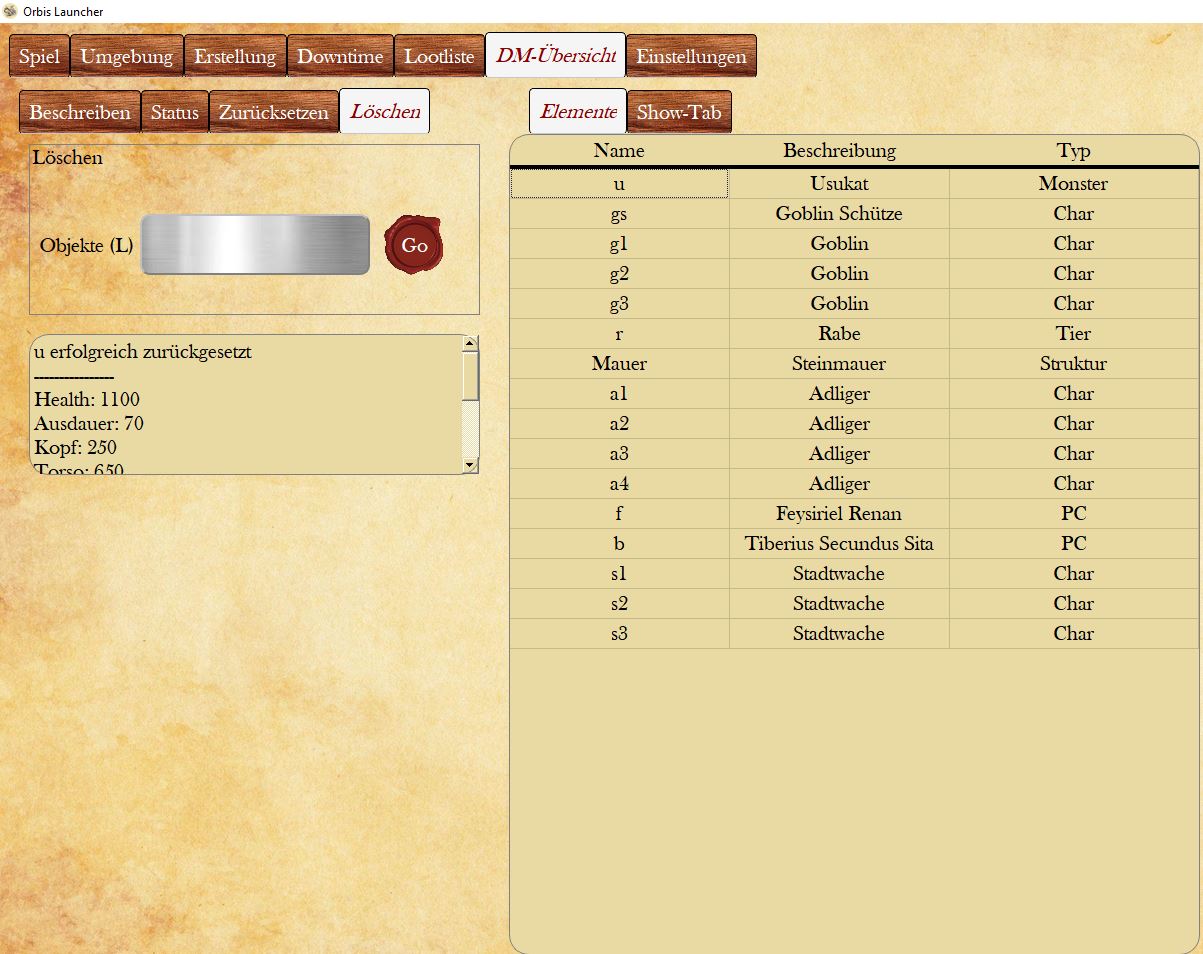 Orbis Launcher
Spiel Umgebung Erstellung Downtime Lootliste DM-Übersicht Einstellungen
Beschreiben Status Zurücksetzen Löschen
Elemente Show-Tab
Löschen
Objekte (L) Go
u erfolgreich zurückgesetzt
----------------
Health: 1100
Ausdauer: 70
Kopf: 250
Torso: 650
Name Beschreibung Typ
u Usukat Monster
gs Goblin Schütze Char
g1 Goblin Char
g2 Goblin Char
g3 Goblin Char
r Rabe Tier
Mauer Steinmauer Struktur
a1 Adliger Char
a2 Adliger Char
a3 Adliger Char
a4 Adliger Char
f Feysiriel Renan PC
b Tiberius Secundus Sita PC
s1 Stadtwache Char
s2 Stadtwache Char
s3 Stadtwache Char